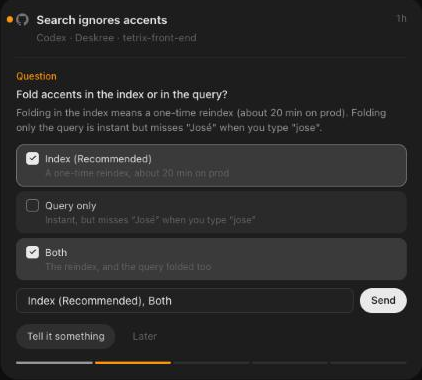 Search ignores accents
1h
Codex · Deskree · tetrix-front-end
Question
Fold accents in the index or in the query?
Folding in the index means a one-time reindex (about 20 min on prod). Folding
only the query is instant but misses "José" when you type "jose".
Index (Recommended)
A one-time reindex, about 20 min on prod
Query only
Instant, but misses "José" when you type "jose"
Both
The reindex, and the query folded too
Index (Recommended), Both
Send
Tell it something
Later